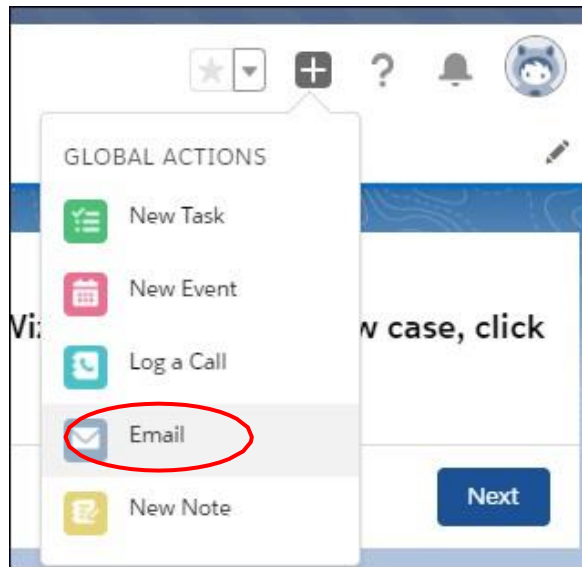 GLOBAL ACTIONS
New Task
New Event
case, click
Log a Call
Email
New Note
Next